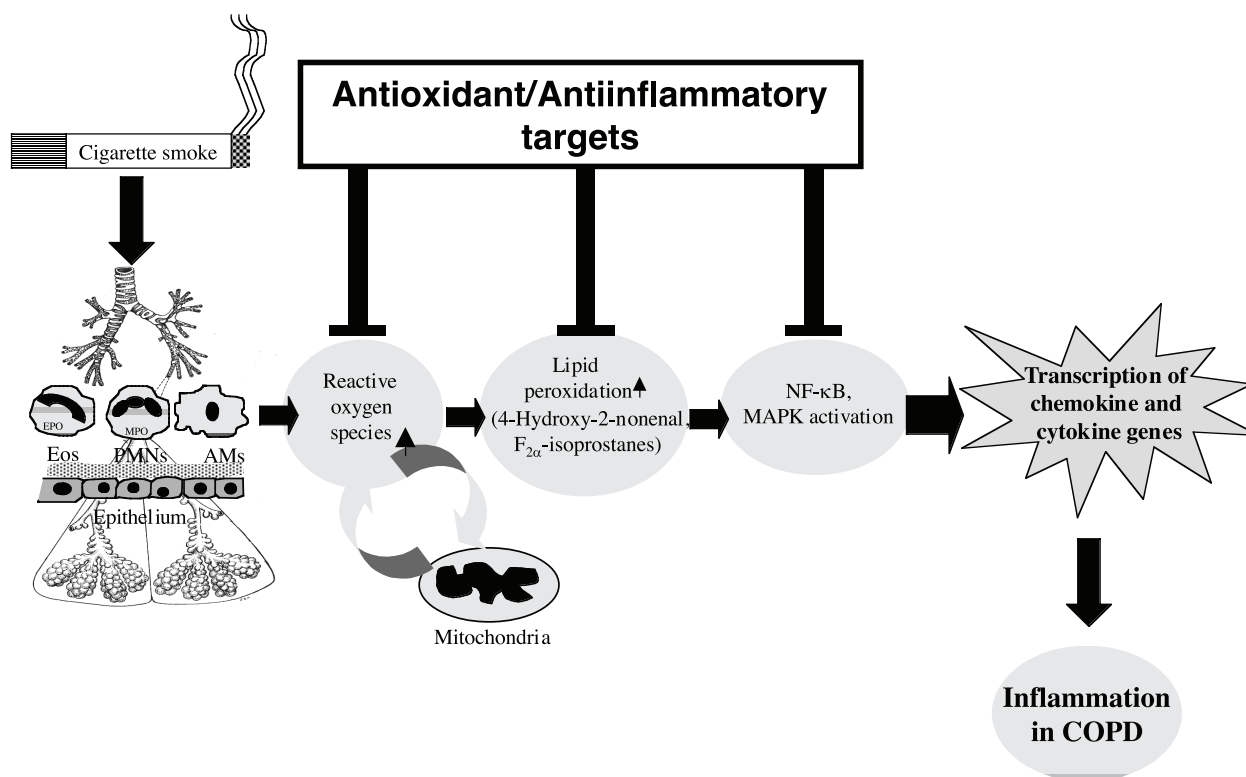 Antioxidant/Antiinflammatory
targets
Cigarette smoke
EPO
MPO
Eos
PMNs
AMs
Epithelium
Reactive
oxygen
species
Lipid
peroxidation
(4-Hydroxy-2-nonenal,
F2α-isoprostanes)
NF-κB,
MAPK activation
Transcription of
chemokine and
cytokine genes
Mitochondria
Inflammation
in COPD